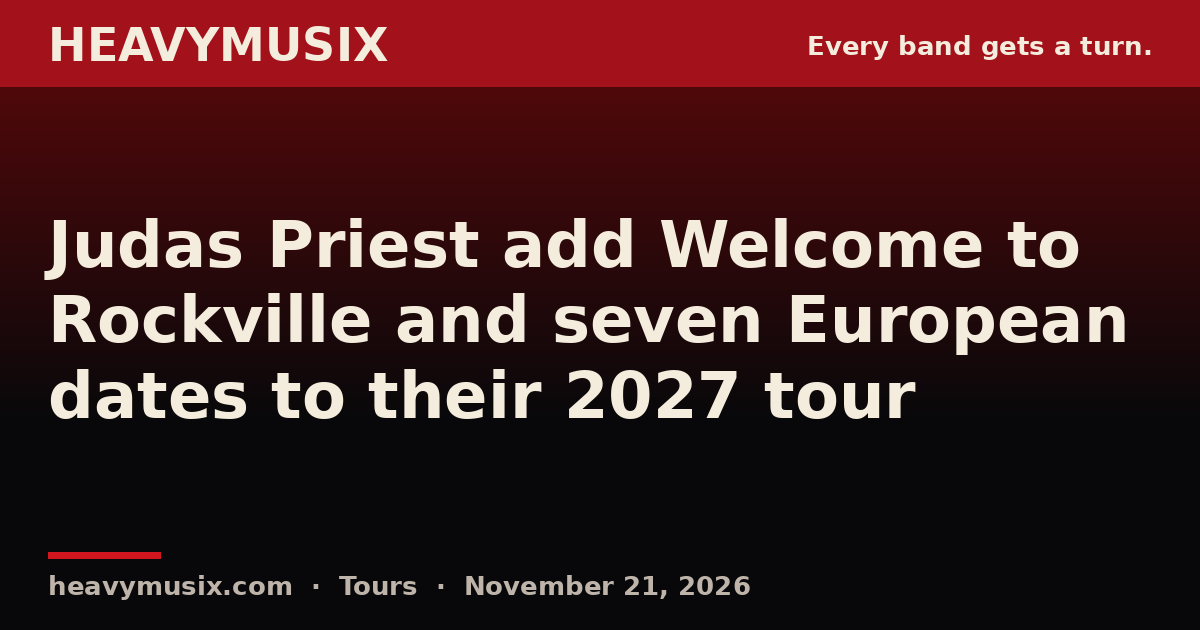 HEAVYMUSIX
Every band gets a turn.
Judas Priest add Welcome to
Rockville and seven European
dates to their 2027 tour
heavymusix.com · Tours · November 21, 2026